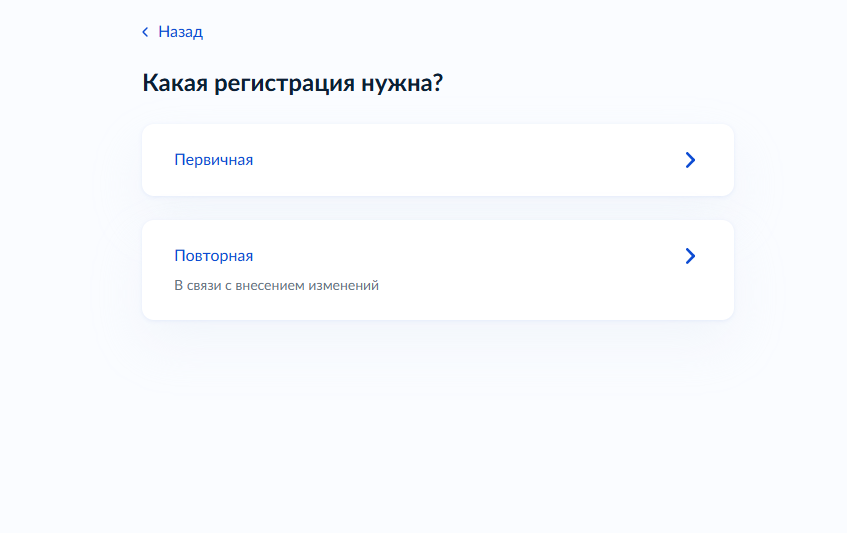 Назад
Какая регистрация нужна?
Первичная
Повторная
В связи с внесением изменений